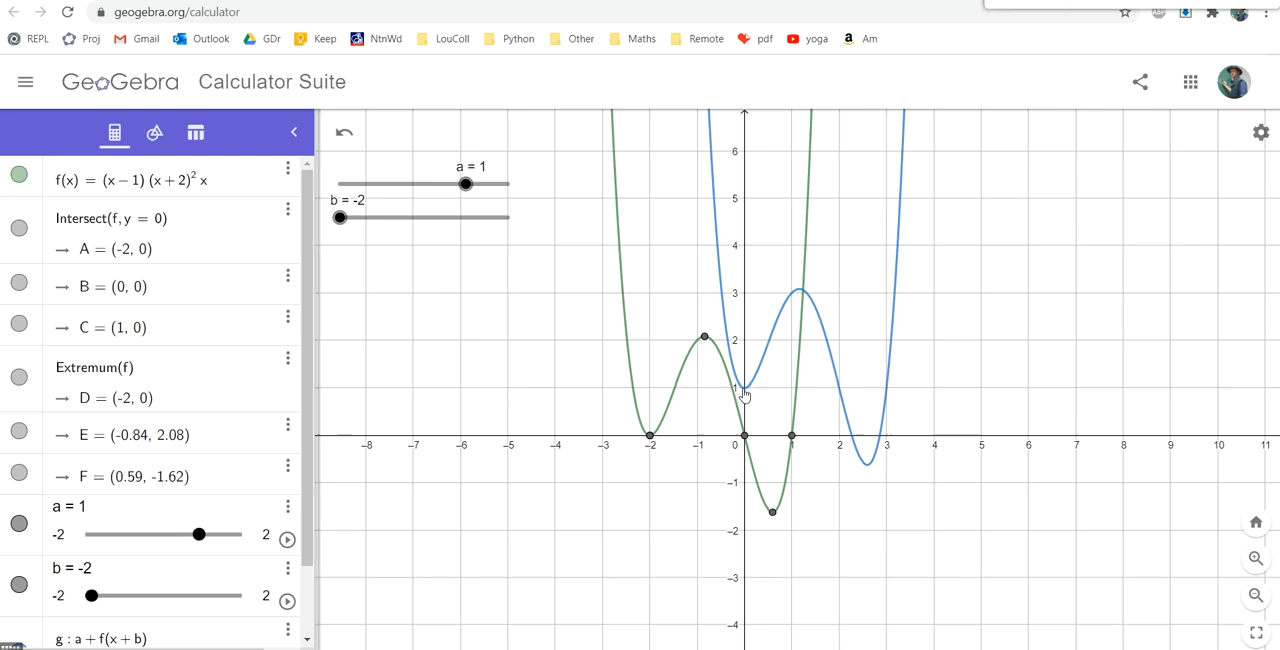 geogebra.org/calculator
REPL Proj Gmail Outlook GDr Keep NtnWd LouColl Python Other Maths Remote pdf yoga Am
GeoGebra Calculator Suite
f(x) = (x − 1) (x + 2)² x
Intersect(f, y = 0)
→ A = (-2, 0)
→ B = (0, 0)
→ C = (1, 0)
Extremum(f)
→ D = (-2, 0)
→ E = (-0.84, 2.08)
→ F = (0.59, -1.62)
a = 1
-2 2
b = -2
-2 2
g : a + f(x + b)
a = 1
b = -2
6
5
4
3
2
1
−8 −7 −6 −5 −4 −3 −2 −1 0 1 2 3 4 5 6 7 8 9 10 11
−1
−2
−3
−4